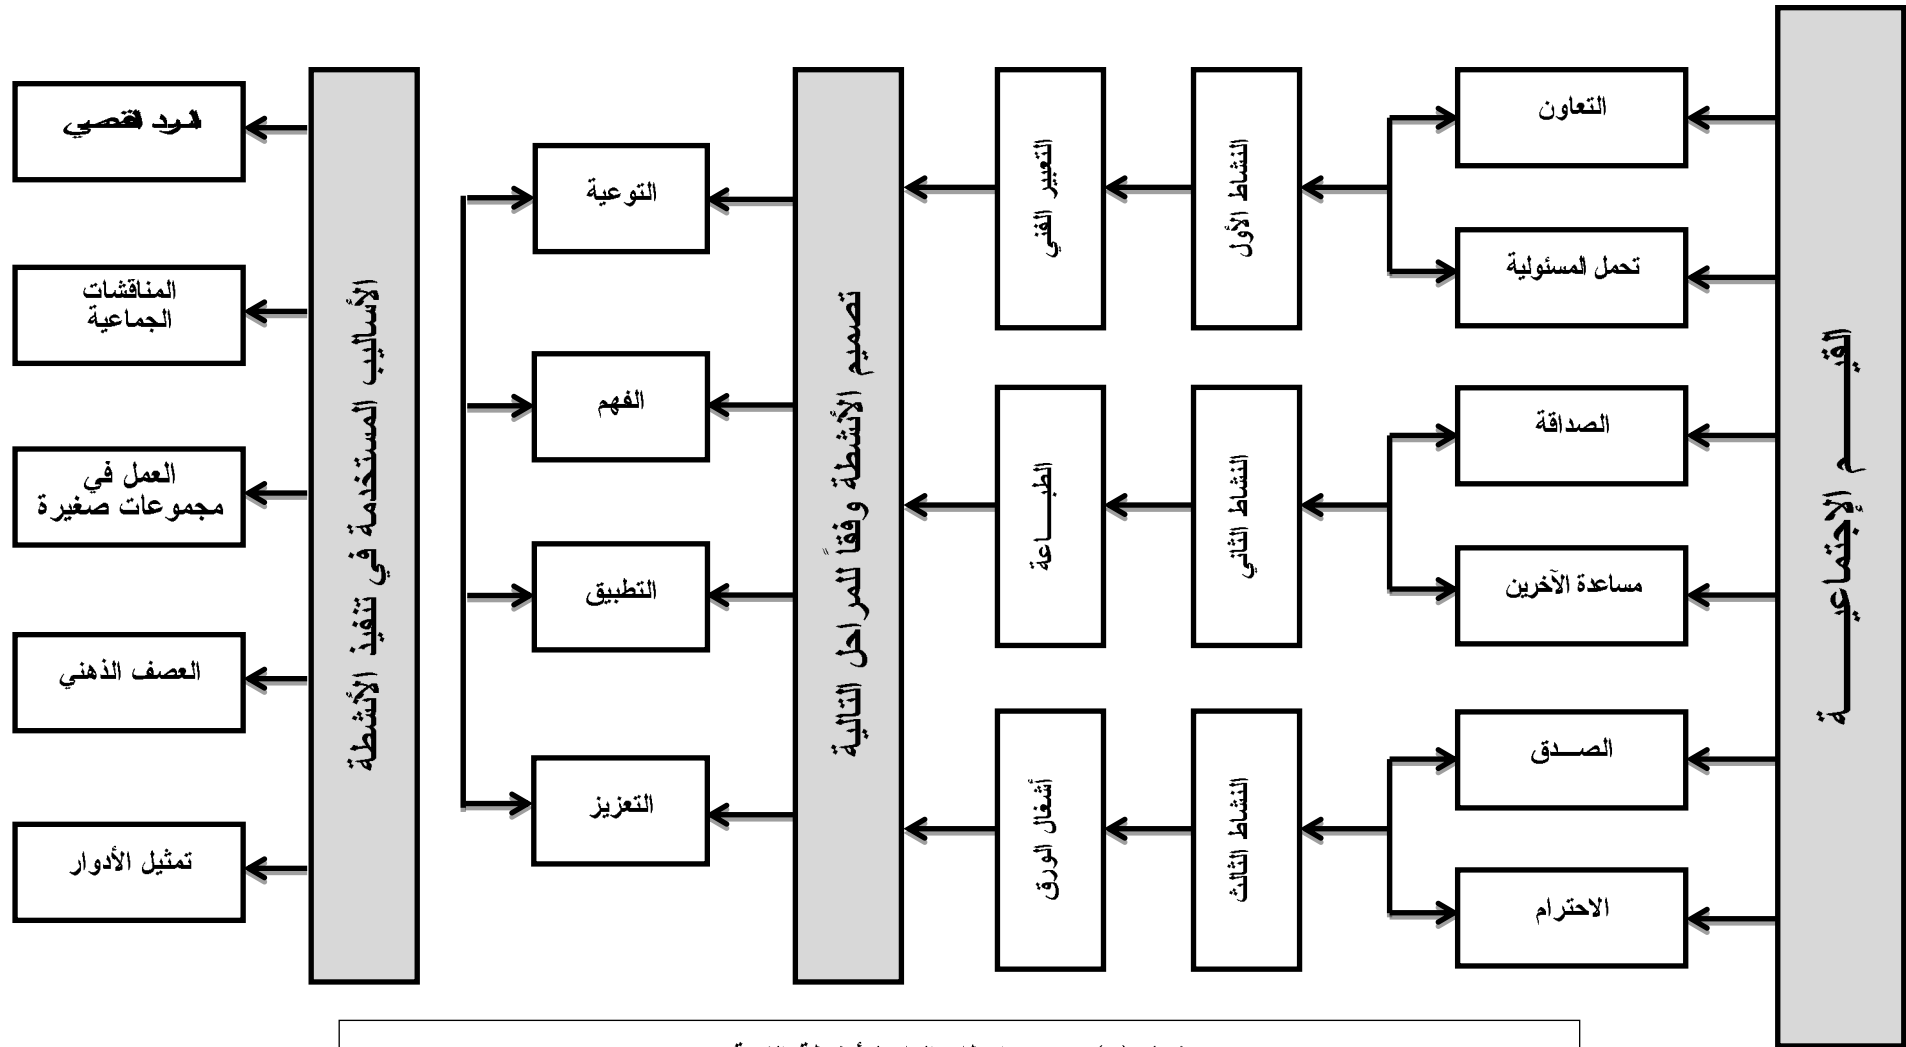 القيـــــم الإجتماعيـــــة
التعاون
تحمل المسئولية
الصداقة
مساعدة الآخرين
الصـــدق
الاحترام
النشاط الأول
النشاط الثاني
النشاط الثالث
التعبير الفني
الطبـــــاعة
أشغال الورق
تصميم الأنشطة وفقاً للمراحل التالية
التوعية
الفهم
التطبيق
التعزيز
الأساليب المستخدمة في تنفيذ الأنشطة
السرد القصصي
المناقشات
الجماعية
العمل في
مجموعات صغيرة
العصف الذهني
تمثيل الأدوار